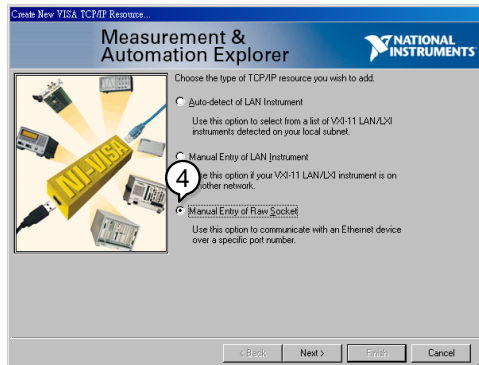 Create New VISA TCP/IP Resource...
Measurement &
Automation Explorer
NATIONAL
INSTRUMENTS
Choose the type of TCP/IP resource you wish to add.
Auto-detect of LAN Instrument
Use this option to select from a list of VXI-11 LAN/LXI
instruments detected on your local subnet.
Manual Entry of LAN Instrument
this option if your VXI-11 LAN/LXI instrument is on
network.
4
Manual Entry of Raw Socket
Use this option to communicate with an Ethernet device
over a specific port number.
NI-VISA
< Back
Next >
Finish
Cancel